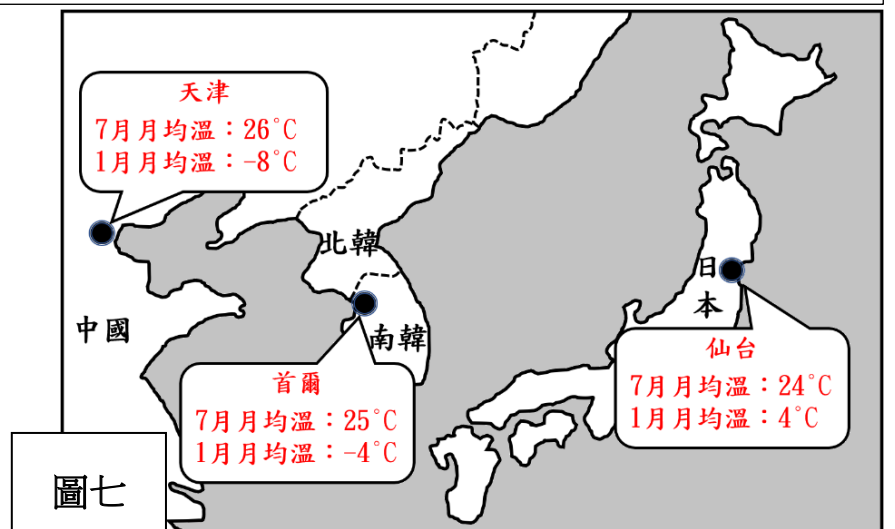 天津
7月月均溫：26°C
1月月均溫：-8°C
北韓
日本
中國
南韓
首爾
7月月均溫：25°C
1月月均溫：-4°C
仙台
7月月均溫：24°C
1月月均溫：4°C
圖七